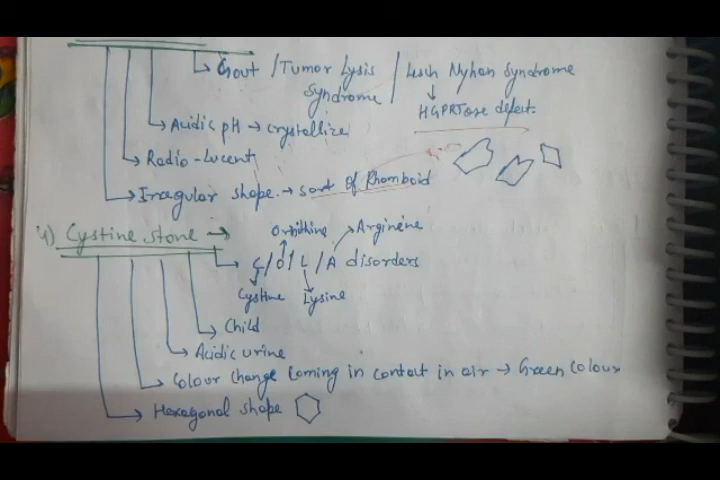 Gout / Tumor Lysis Syndrome / Lesch Nyhan Syndrome
HGPRTase defect
Acidic pH → crystallize
Radio-Lucent
Irregular shape → sort of Rhomboid
4) Cystine stone →
Ornithine Arginine
C/O/L/A disorders
Cystine Lysine
Child
Acidic urine
Colour change coming in contact in air → Green colour
Hexagonal shape